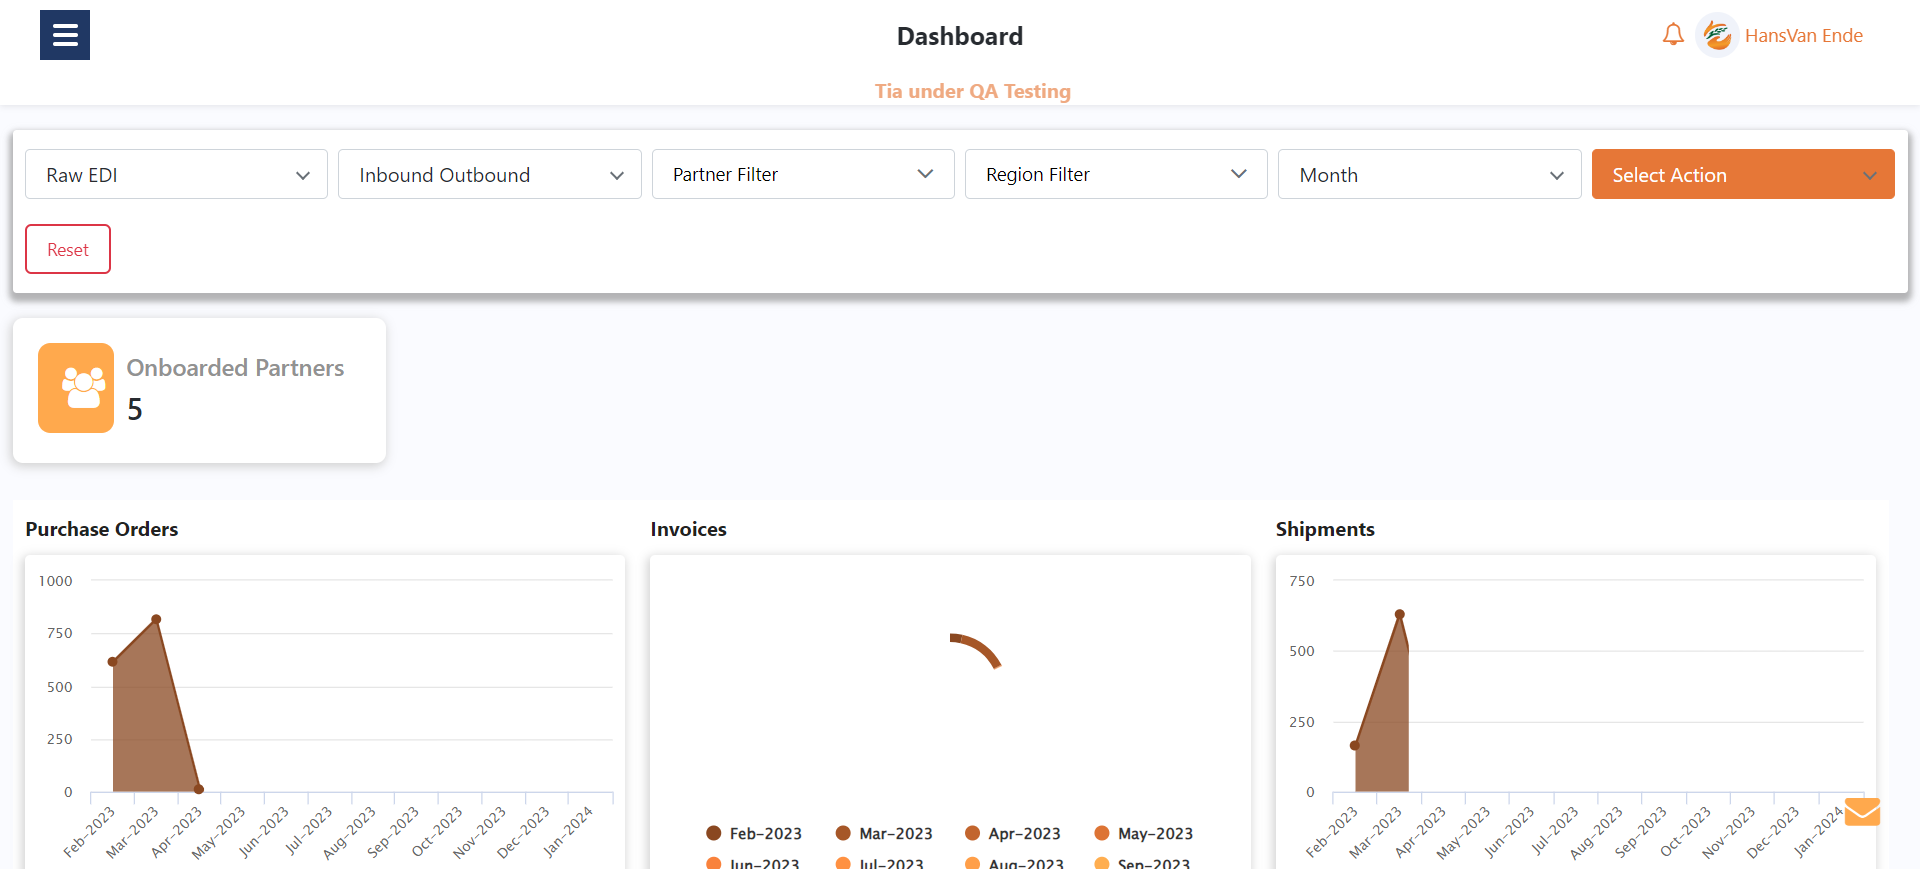 Dashboard
HansVan Ende
Tia under QA Testing
Raw EDI
Inbound Outbound
Partner Filter
Region Filter
Month
Select Action
Reset
Onboarded Partners
5
Purchase Orders
1000
750
500
250
0
Feb-2023 Mar-2023 Apr-2023 May-2023 Jun-2023 Jul-2023 Aug-2023 Sep-2023 Oct-2023 Nov-2023 Dec-2023 Jan-2024
Invoices
Feb-2023 Mar-2023 Apr-2023 May-2023
Jun-2023 Jul-2023 Aug-2023 Sep-2023
Shipments
750
500
250
0
Feb-2023 Mar-2023 Apr-2023 May-2023 Jun-2023 Jul-2023 Aug-2023 Sep-2023 Oct-2023 Nov-2023 Dec-2023 Jan-2024